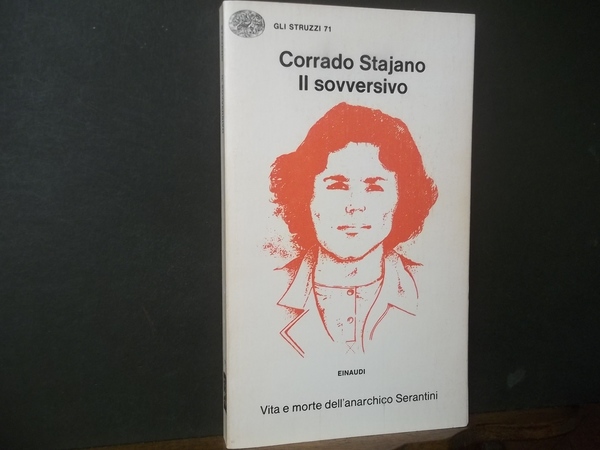 GLI STRUZZI 71
Corrado Stajano
Il sovversivo
EINAUDI
Vita e morte dell'anarchico Serantini